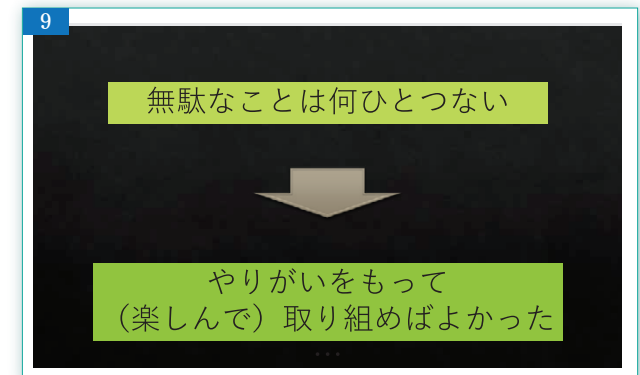 9
無駄なことは何ひとつない
やりがいをもって
（楽しんで）取り組めばよかった
...